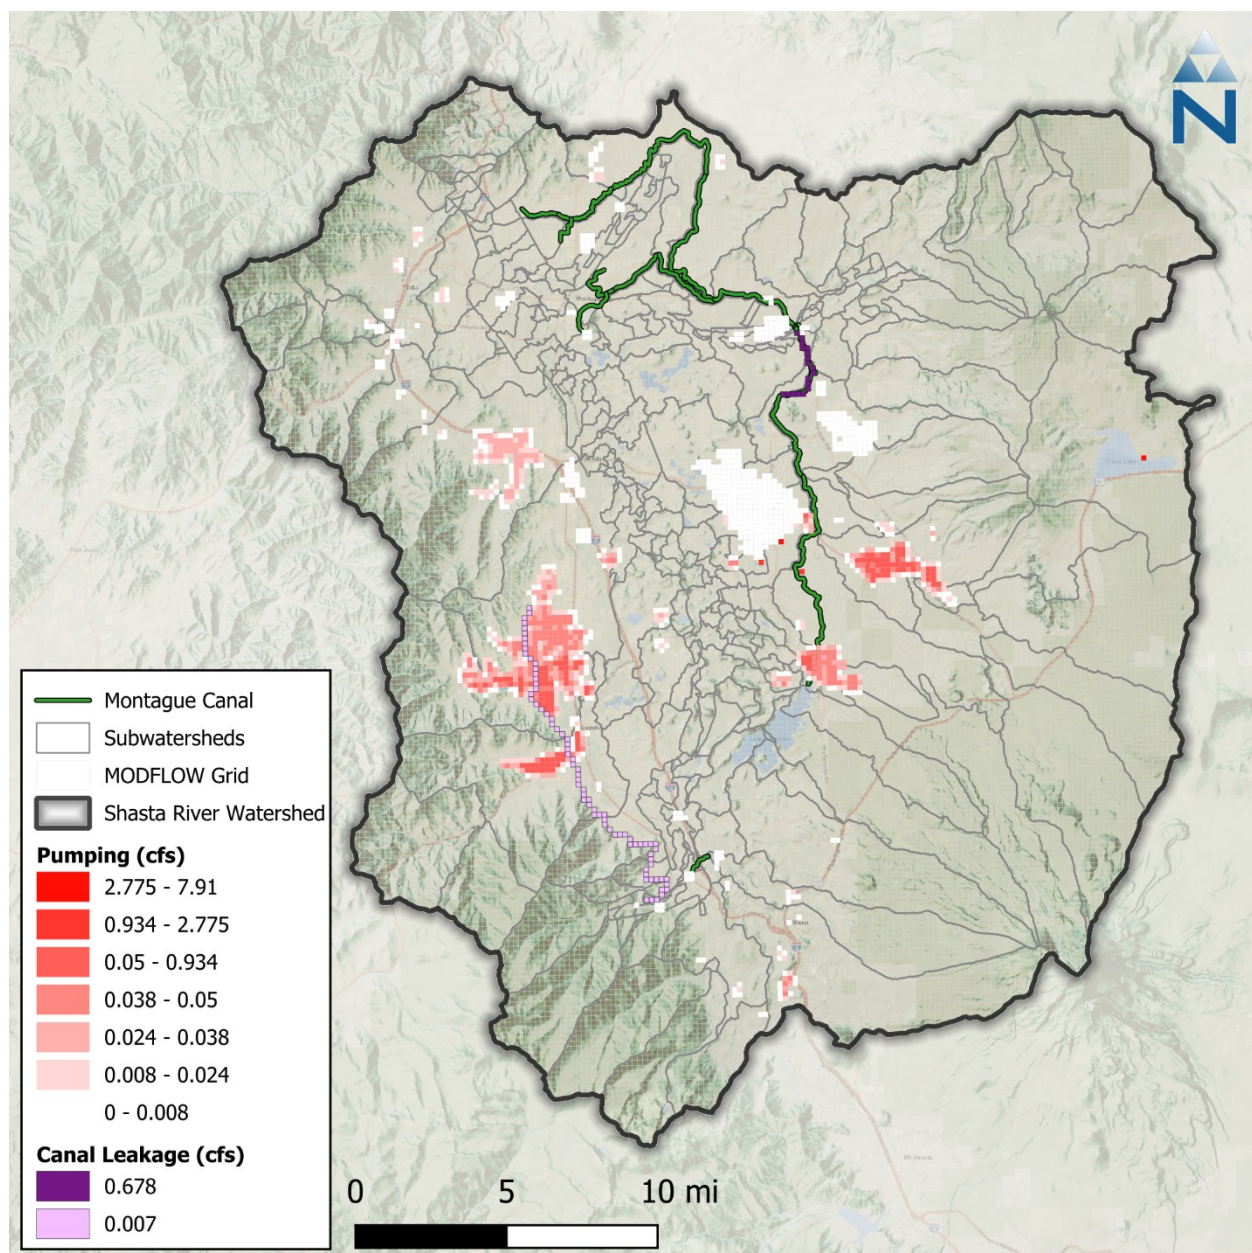 N
Montague Canal
Subwatersheds
MODFLOW Grid
Shasta River Watershed
Pumping (cfs)
2.775 - 7.91
0.934 - 2.775
0.05 - 0.934
0.038 - 0.05
0.024 - 0.038
0.008 - 0.024
0 - 0.008
Canal Leakage (cfs)
0.678
0.007
0 5 10 mi